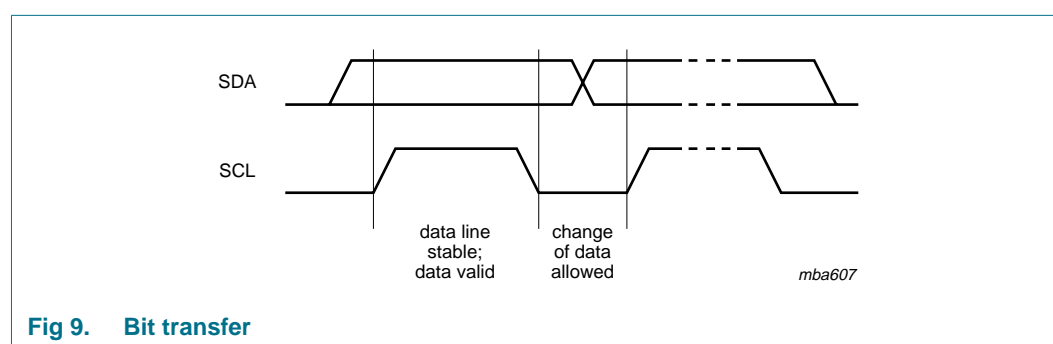 SDA
SCL
data line
stable;
data valid
change
of data
allowed
mba607
Fig 9. Bit transfer